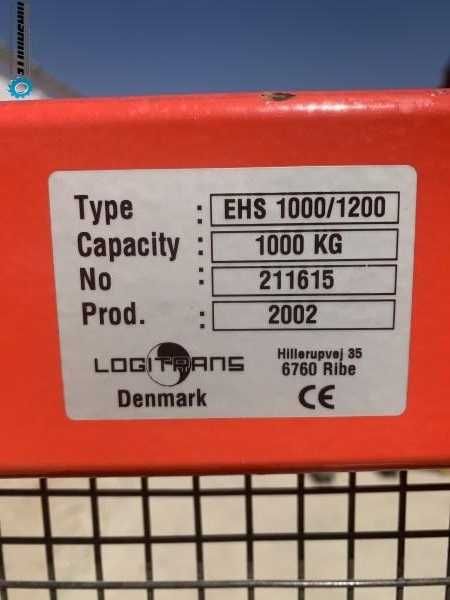 Type : EHS 1000/1200
Capacity : 1000 KG
No : 211615
Prod. : 2002
LOGITRANS
Denmark
Hillerupvej 35
6760 Ribe
CE